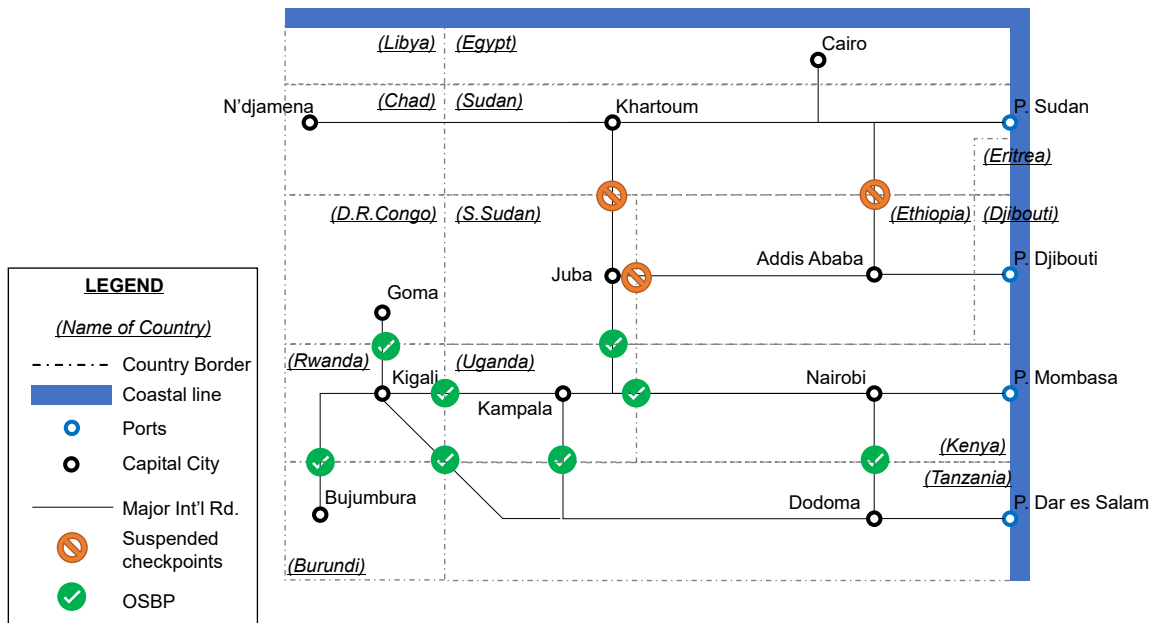 (Libya)
(Egypt)
Cairo
N'djamena
(Chad)
(Sudan)
Khartoum
P. Sudan
(Eritrea)
(D.R.Congo)
(S.Sudan)
(Ethiopia)
(Djibouti)
Juba
Addis Ababa
P. Djibouti
Goma
(Rwanda)
(Uganda)
Kigali
Kampala
Nairobi
P. Mombasa
(Kenya)
(Tanzania)
Bujumbura
Dodoma
P. Dar es Salam
(Burundi)
LEGEND
(Name of Country)
Country Border
Coastal line
Ports
Capital City
Major Int'l Rd.
Suspended
checkpoints
OSBP